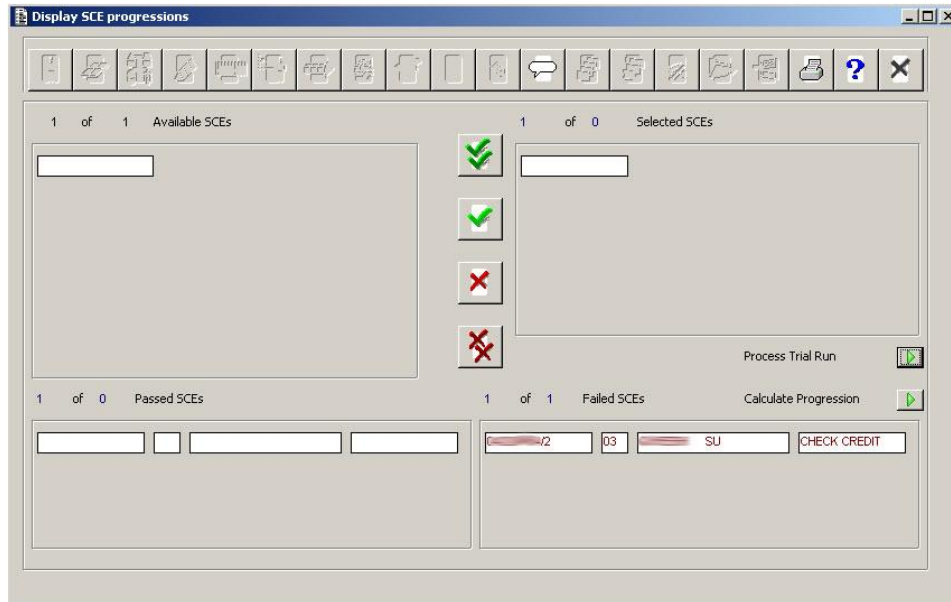 Display SCE progressions
1 of 1 Available SCEs
1 of 0 Selected SCEs
Process Trial Run
1 of 0 Passed SCEs
1 of 1 Failed SCEs
Calculate Progression
/2 03 SU CHECK CREDIT